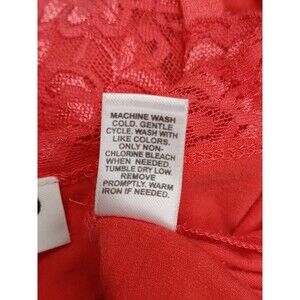 MACHINE WASH
COLD. GENTLE
CYCLE. WASH WITH
LIKE COLORS.
ONLY NON-
CHLORINE BLEACH
WHEN NEEDED.
TUMBLE DRY LOW.
REMOVE
PROMPTLY. WARM
IRON IF NEEDED.